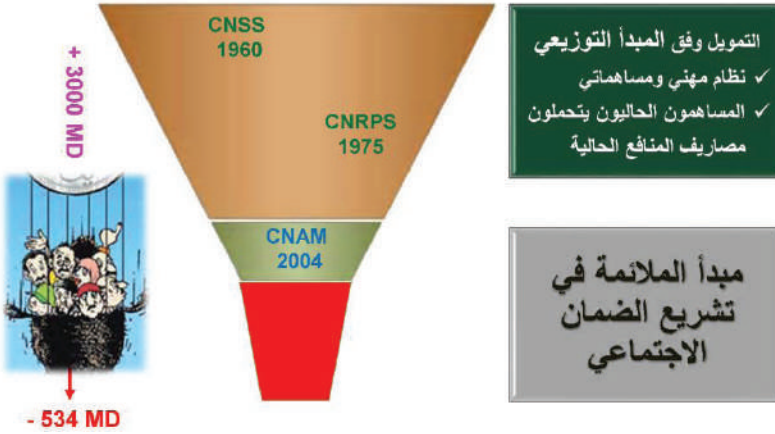 التمويل وفق المبدأ التوزيعي
✓ نظام مهني ومساهماتي
✓ المساهمون الحاليون يتحملون
مصاريف المنافع الحالية
مبدأ الملائمة في
تشريع الضمان
الاجتماعي
CNSS
1960
CNRPS
1975
CNAM
2004
+ 3000 MD
- 534 MD